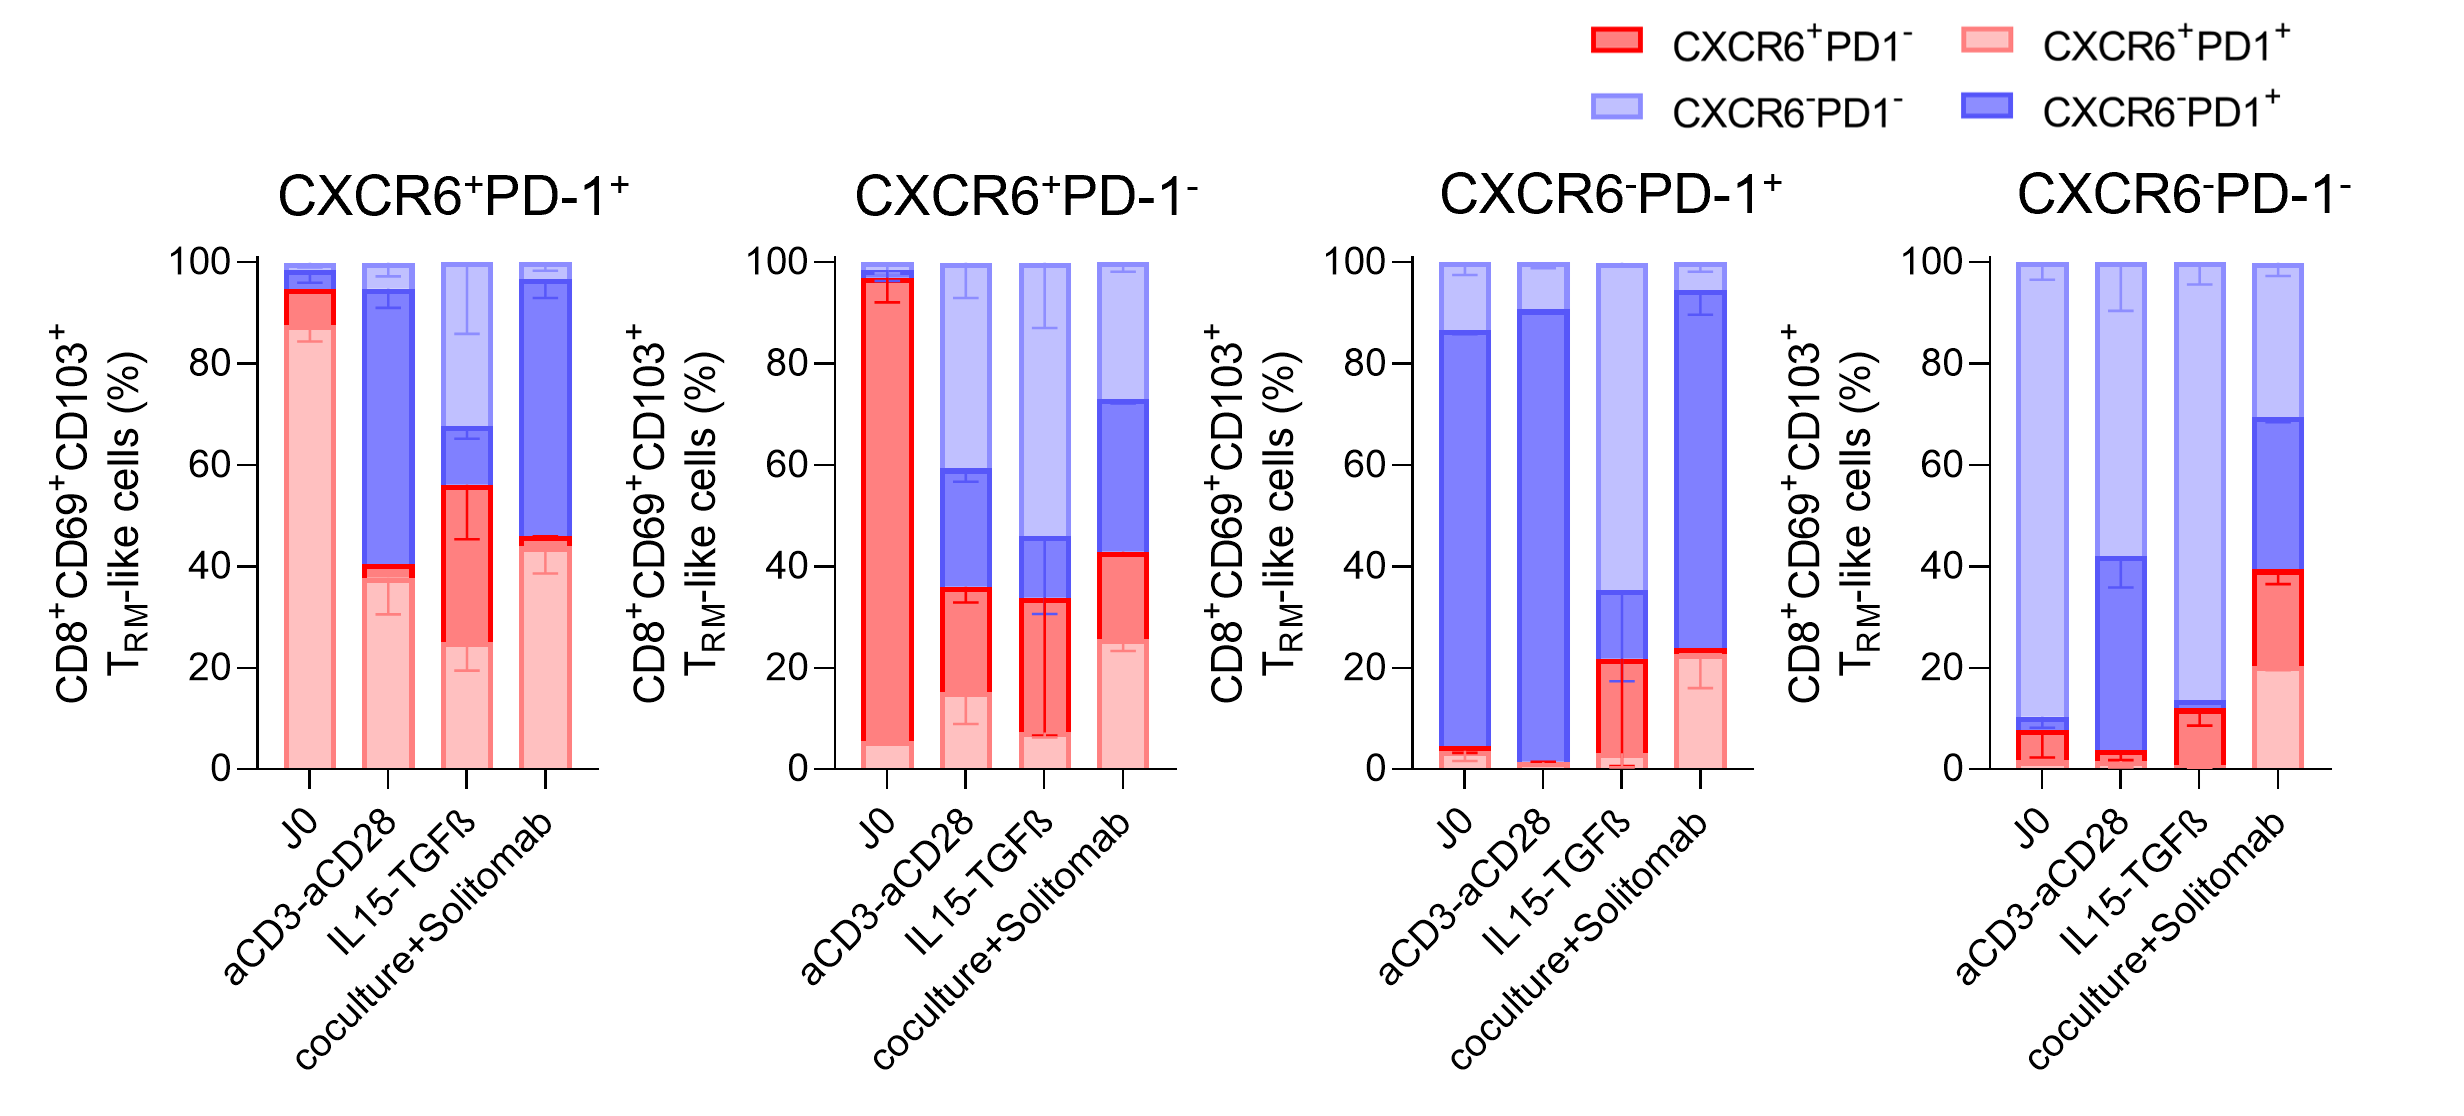 CXCR6⁺PD1⁻ CXCR6⁺PD1⁺
CXCR6⁻PD1⁻ CXCR6⁻PD1⁺
CXCR6⁺PD-1⁺
CD8⁺CD69⁺CD103⁺
T_RM-like cells (%)
100
80
60
40
20
0
J0
aCD3-aCD28
IL15-TGFß
coculture+Solitomab
CXCR6⁺PD-1⁻
CD8⁺CD69⁺CD103⁺
T_RM-like cells (%)
100
80
60
40
20
0
J0
aCD3-aCD28
IL15-TGFß
coculture+Solitomab
CXCR6⁻PD-1⁺
CD8⁺CD69⁺CD103⁺
T_RM-like cells (%)
100
80
60
40
20
0
J0
aCD3-aCD28
IL15-TGFß
coculture+Solitomab
CXCR6⁻PD-1⁻
CD8⁺CD69⁺CD103⁺
T_RM-like cells (%)
100
80
60
40
20
0
J0
aCD3-aCD28
IL15-TGFß
coculture+Solitomab